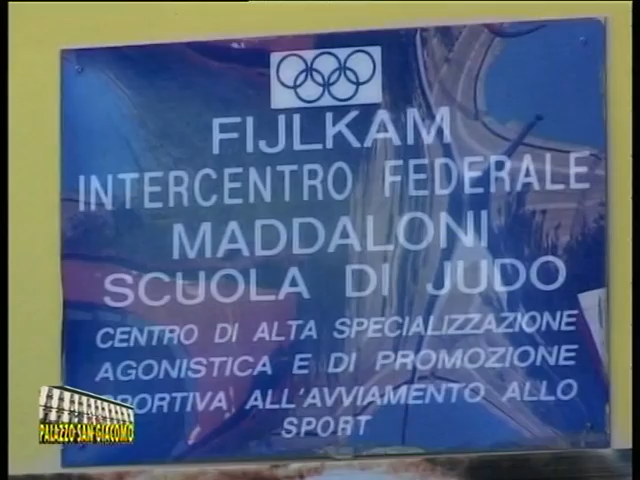 FIJLKAM
INTERCENTRO FEDERALE
MADDALONI
SCUOLA DI JUDO
CENTRO DI ALTA SPECIALIZZAZIONE
AGONISTICA E DI PROMOZIONE
SPORTIVA ALL'AVVIAMENTO ALLO
SPORT
PALAZZO SAN GIACOMO